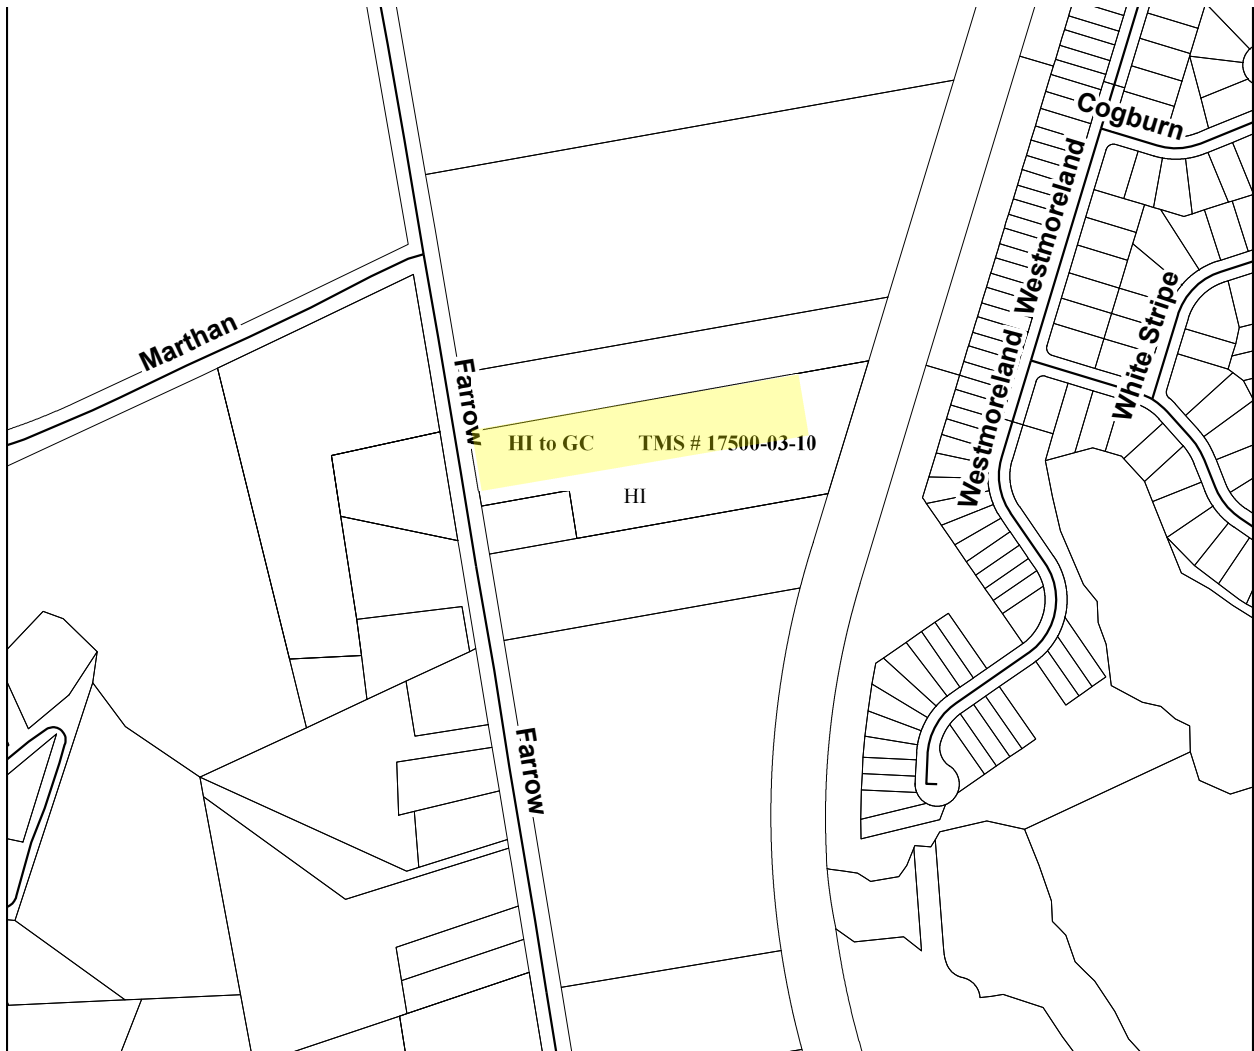 Cogburn
Westmoreland
White Stripe
Marthan
Farrow
Westmoreland
HI to GC TMS # 17500-03-10
HI
Farrow